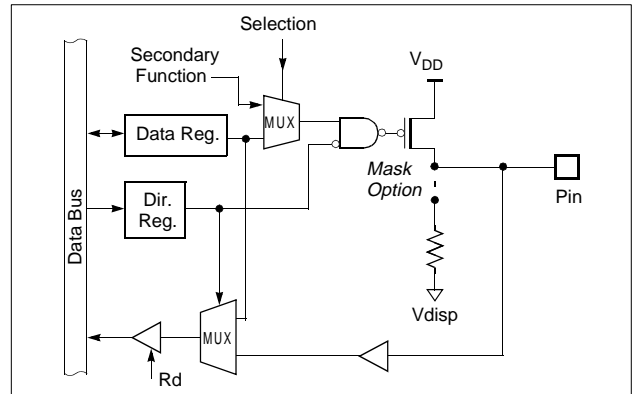 Selection
Secondary
Function
VDD
MUX
Data Reg.
Mask
Option
Pin
Dir.
Reg.
Data Bus
Vdisp
MUX
Rd